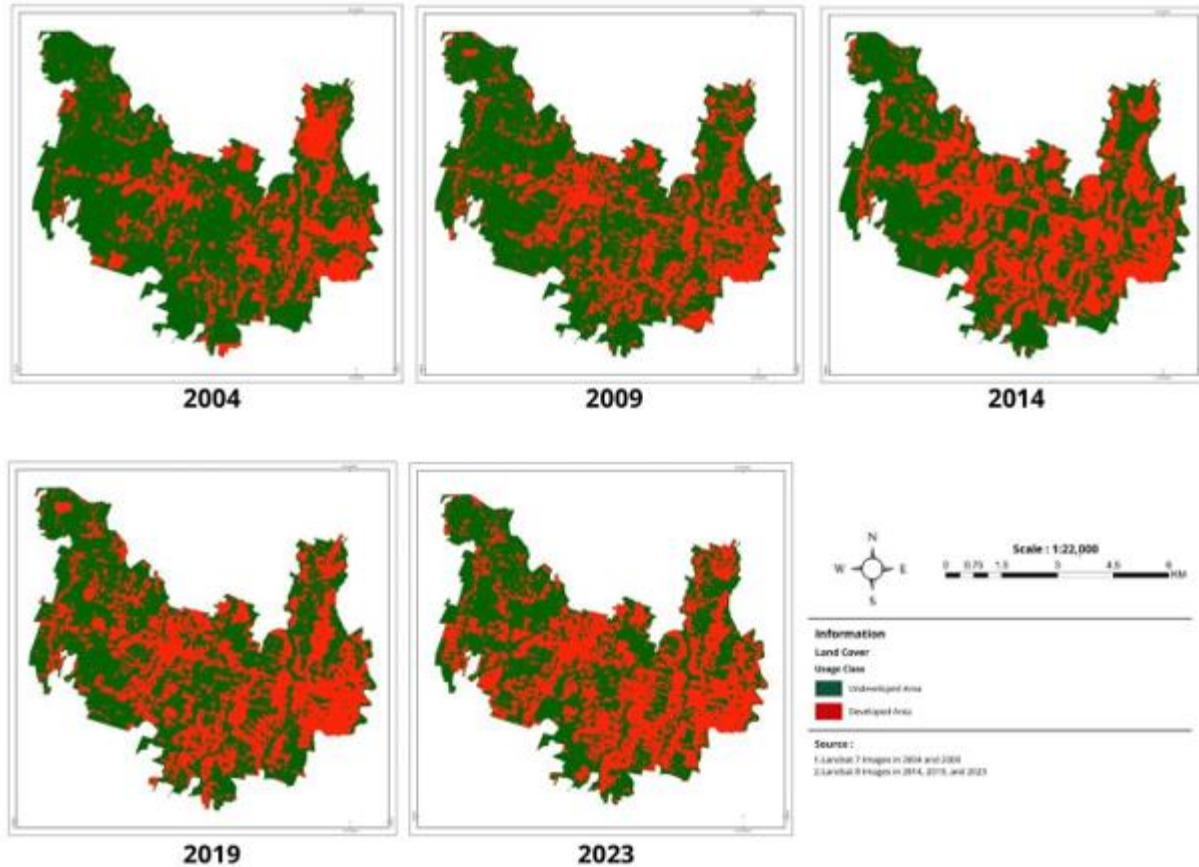 2004
2009
2014
2019
2023
N
W E
S
Scale : 1:22,000
0 0.75 1.5 3 4.5 6
KM
Information
Land Cover
Usage Class
Undeveloped Area
Developed Area
Source :
1.Landsat 7 Images in 2004 and 2009
2.Landsat 8 Images in 2014, 2019, and 2023